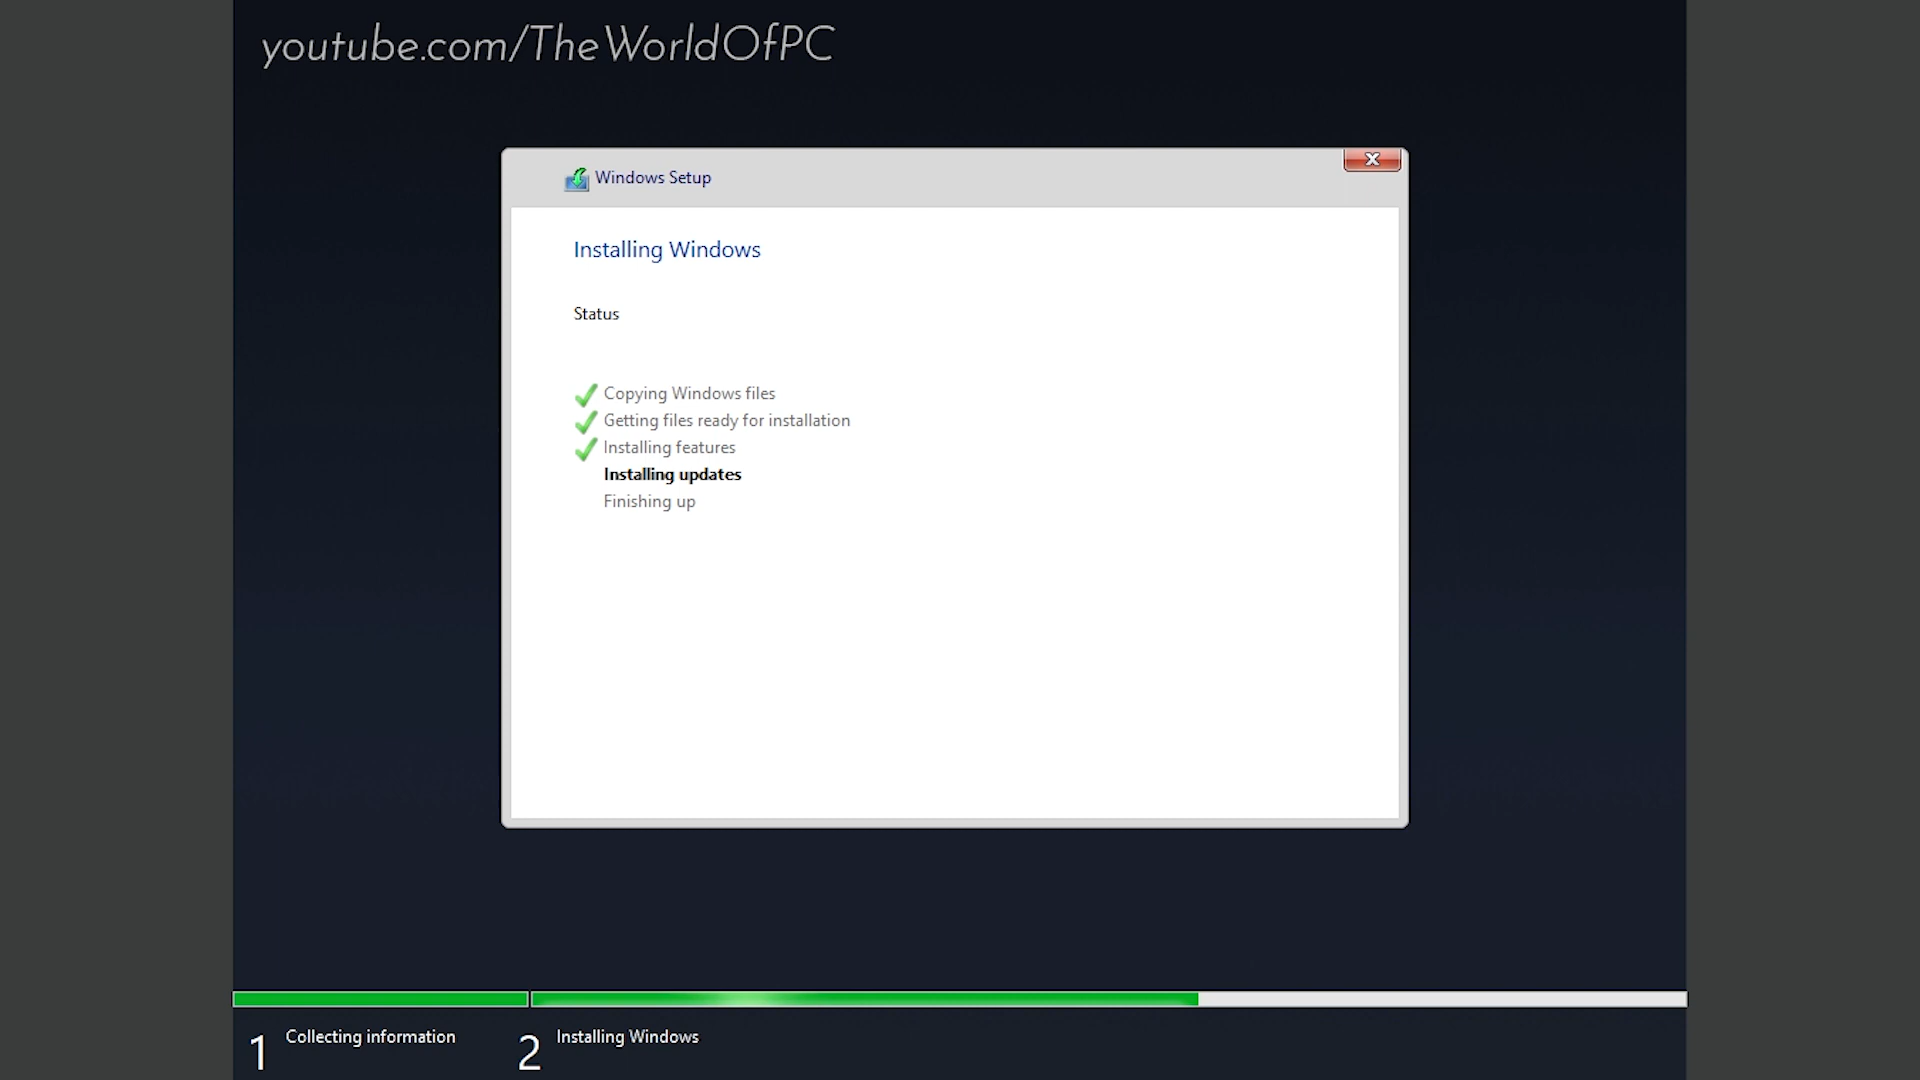 youtube.com/TheWorldOfPC
Windows Setup
Installing Windows
Status
Copying Windows files
Getting files ready for installation
Installing features
Installing updates
Finishing up
1 Collecting information
2 Installing Windows